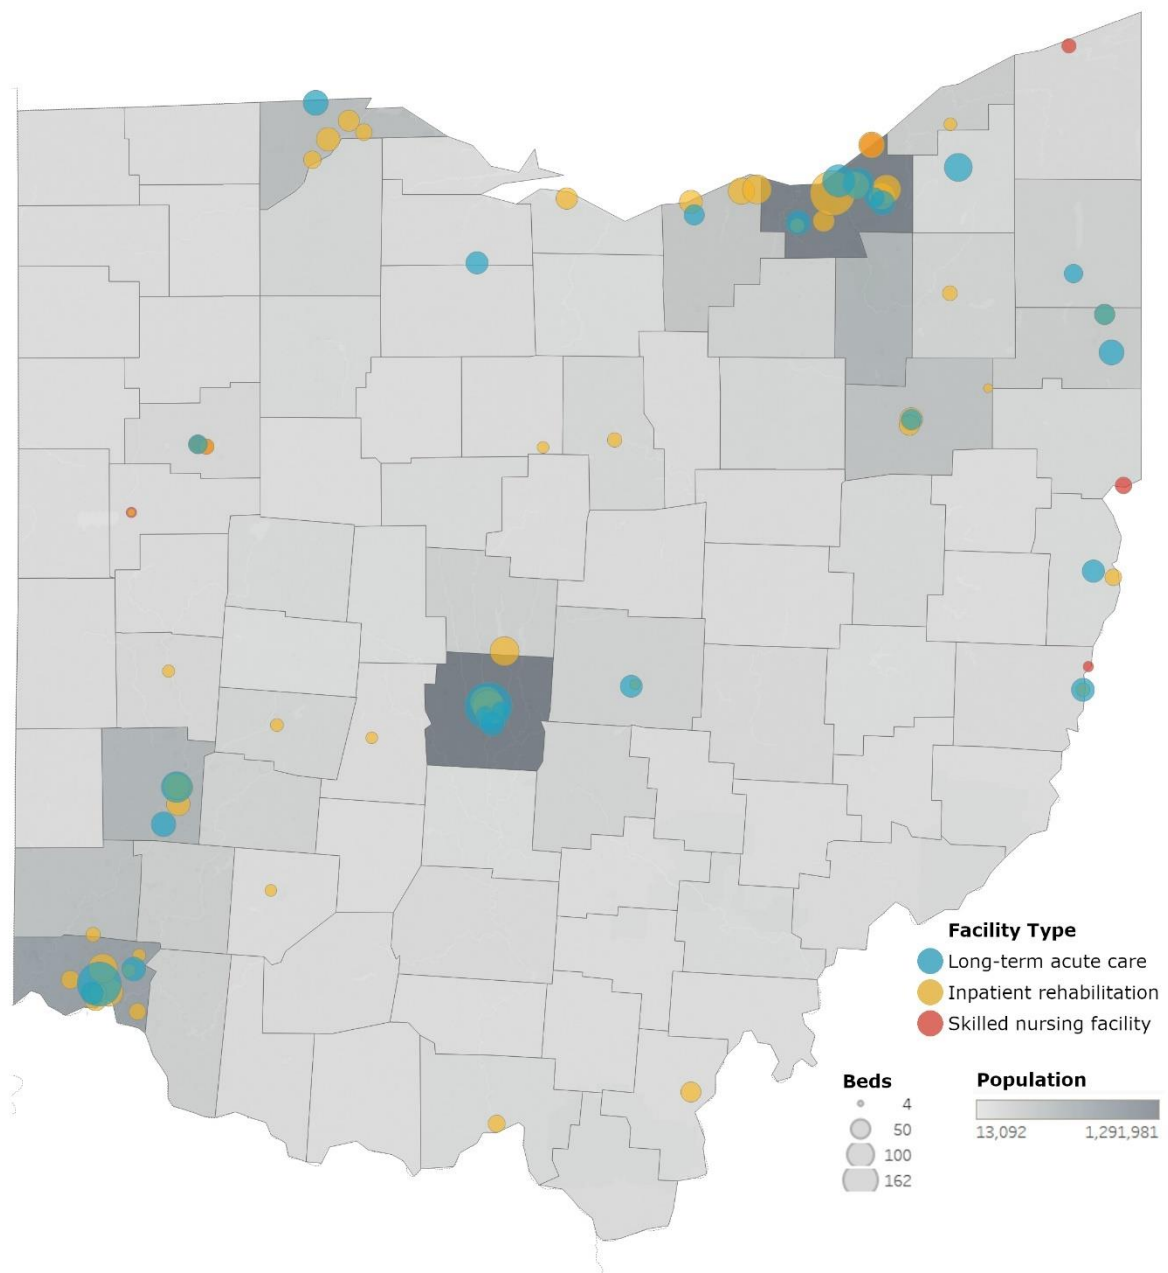 Facility Type
Long-term acute care
Inpatient rehabilitation
Skilled nursing facility
Beds
4
50
100
162
Population
13,092 1,291,981